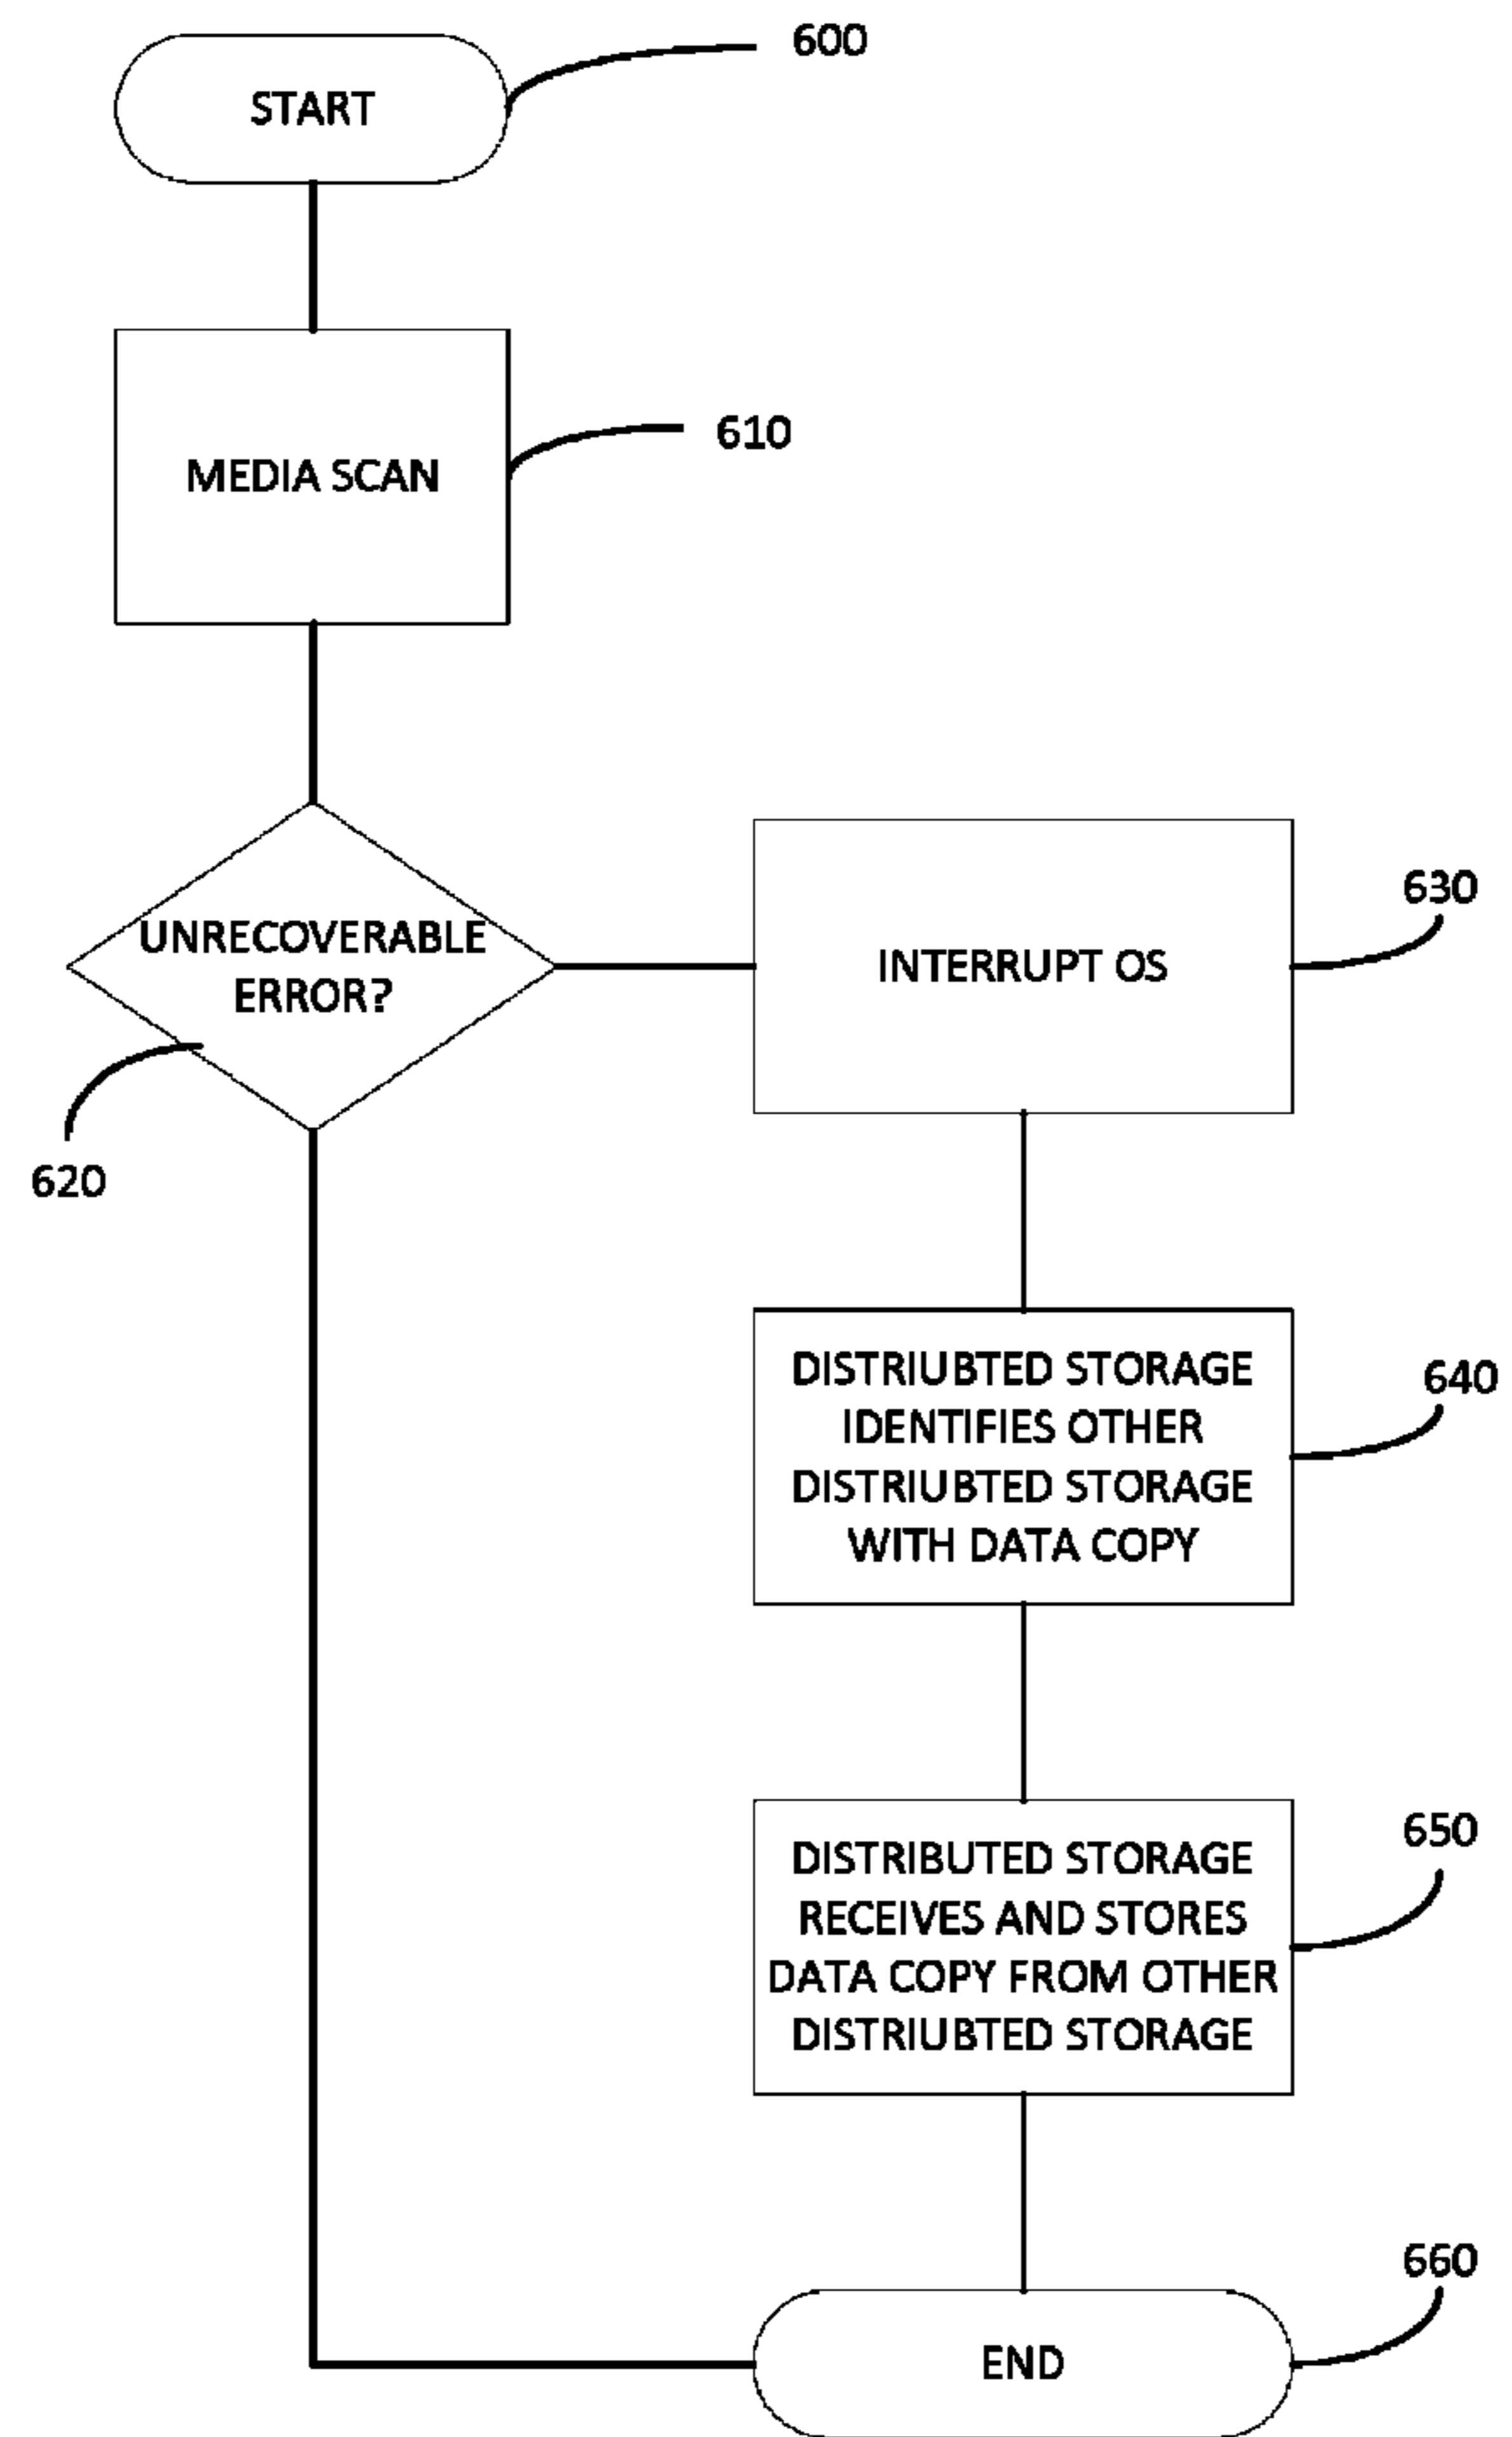 START
600
MEDIA SCAN
610
UNRECOVERABLE
ERROR?
620
INTERRUPT OS
630
DISTRIUBTED STORAGE
IDENTIFIES OTHER
DISTRIUBTED STORAGE
WITH DATA COPY
640
DISTRIBUTED STORAGE
RECEIVES AND STORES
DATA COPY FROM OTHER
DISTRIUBTED STORAGE
650
END
660